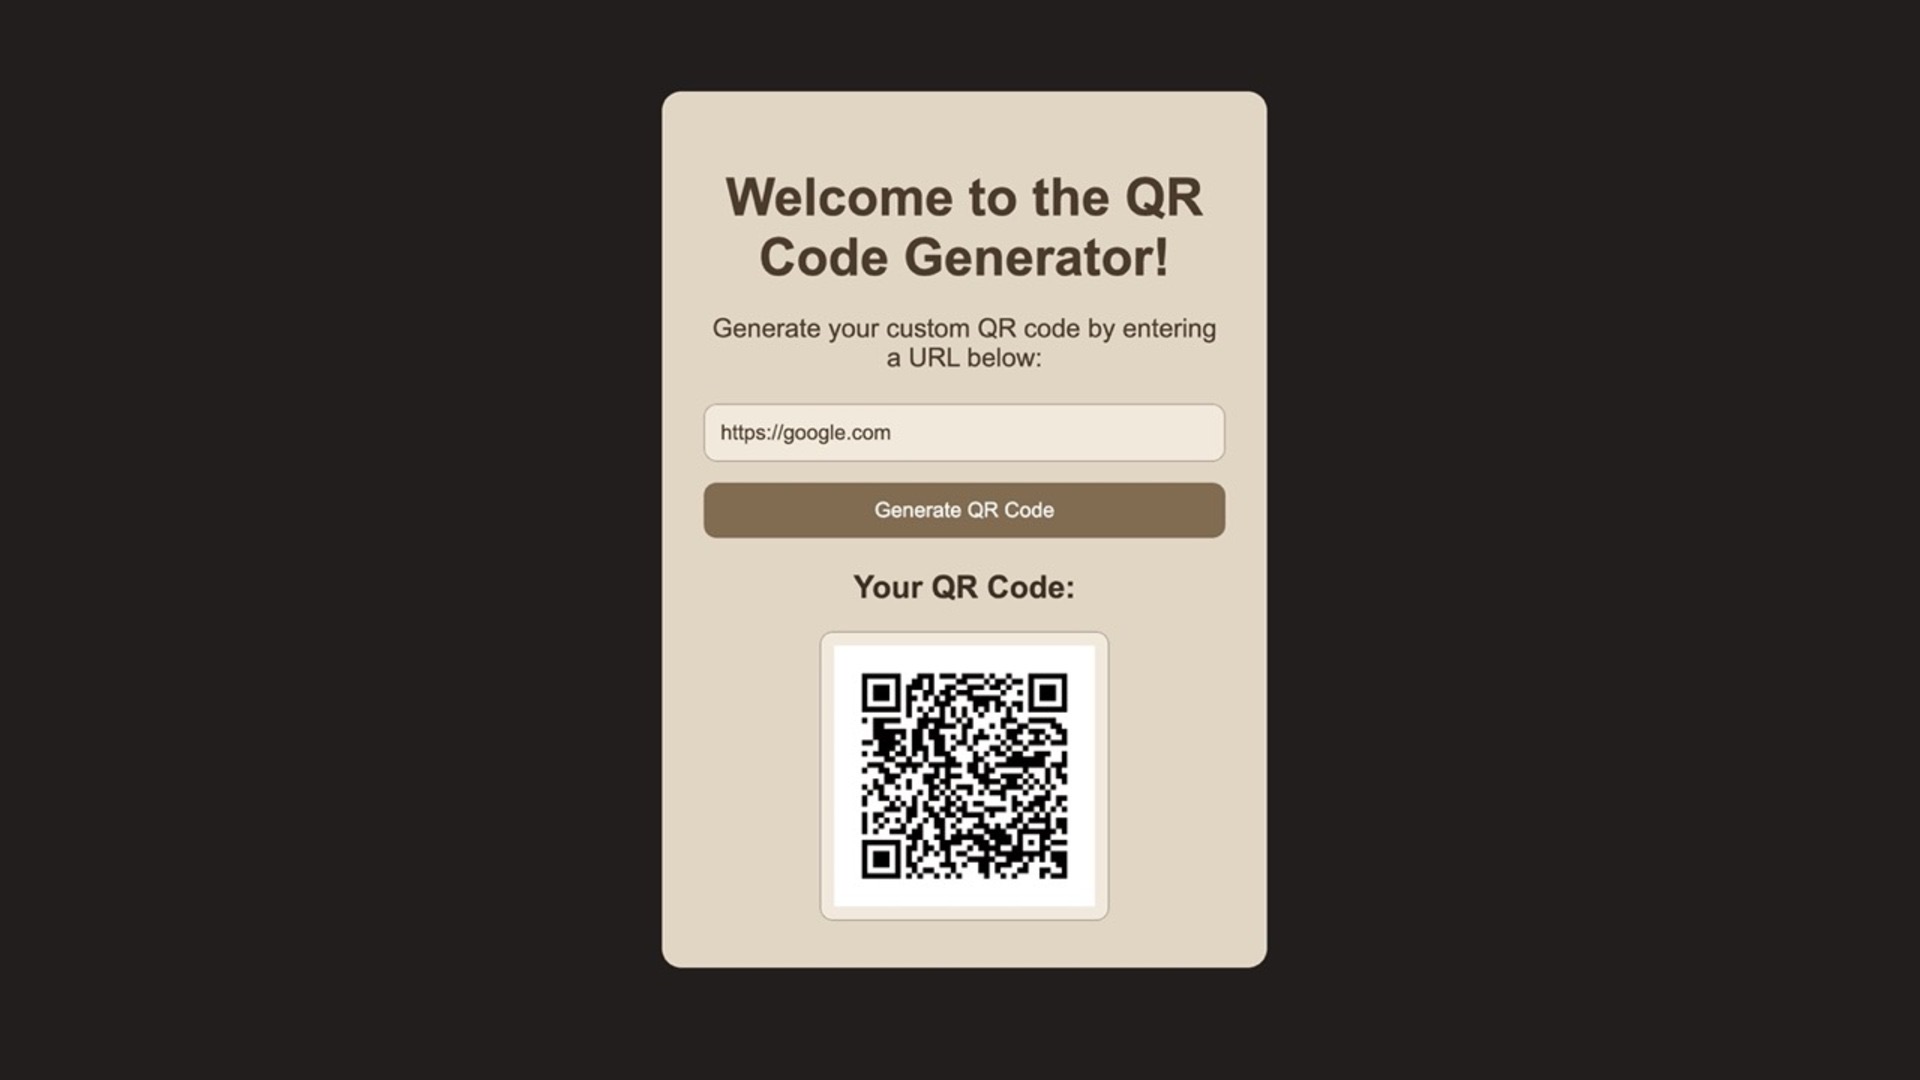 Welcome to the QR
Code Generator!
Generate your custom QR code by entering
a URL below:
https://google.com
Generate QR Code
Your QR Code: